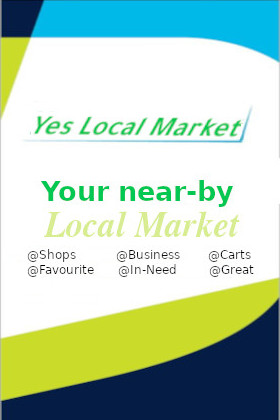 Yes Local Market
Your near-by
Local Market
@Shops @Business @Carts
@Favourite @In-Need @Great